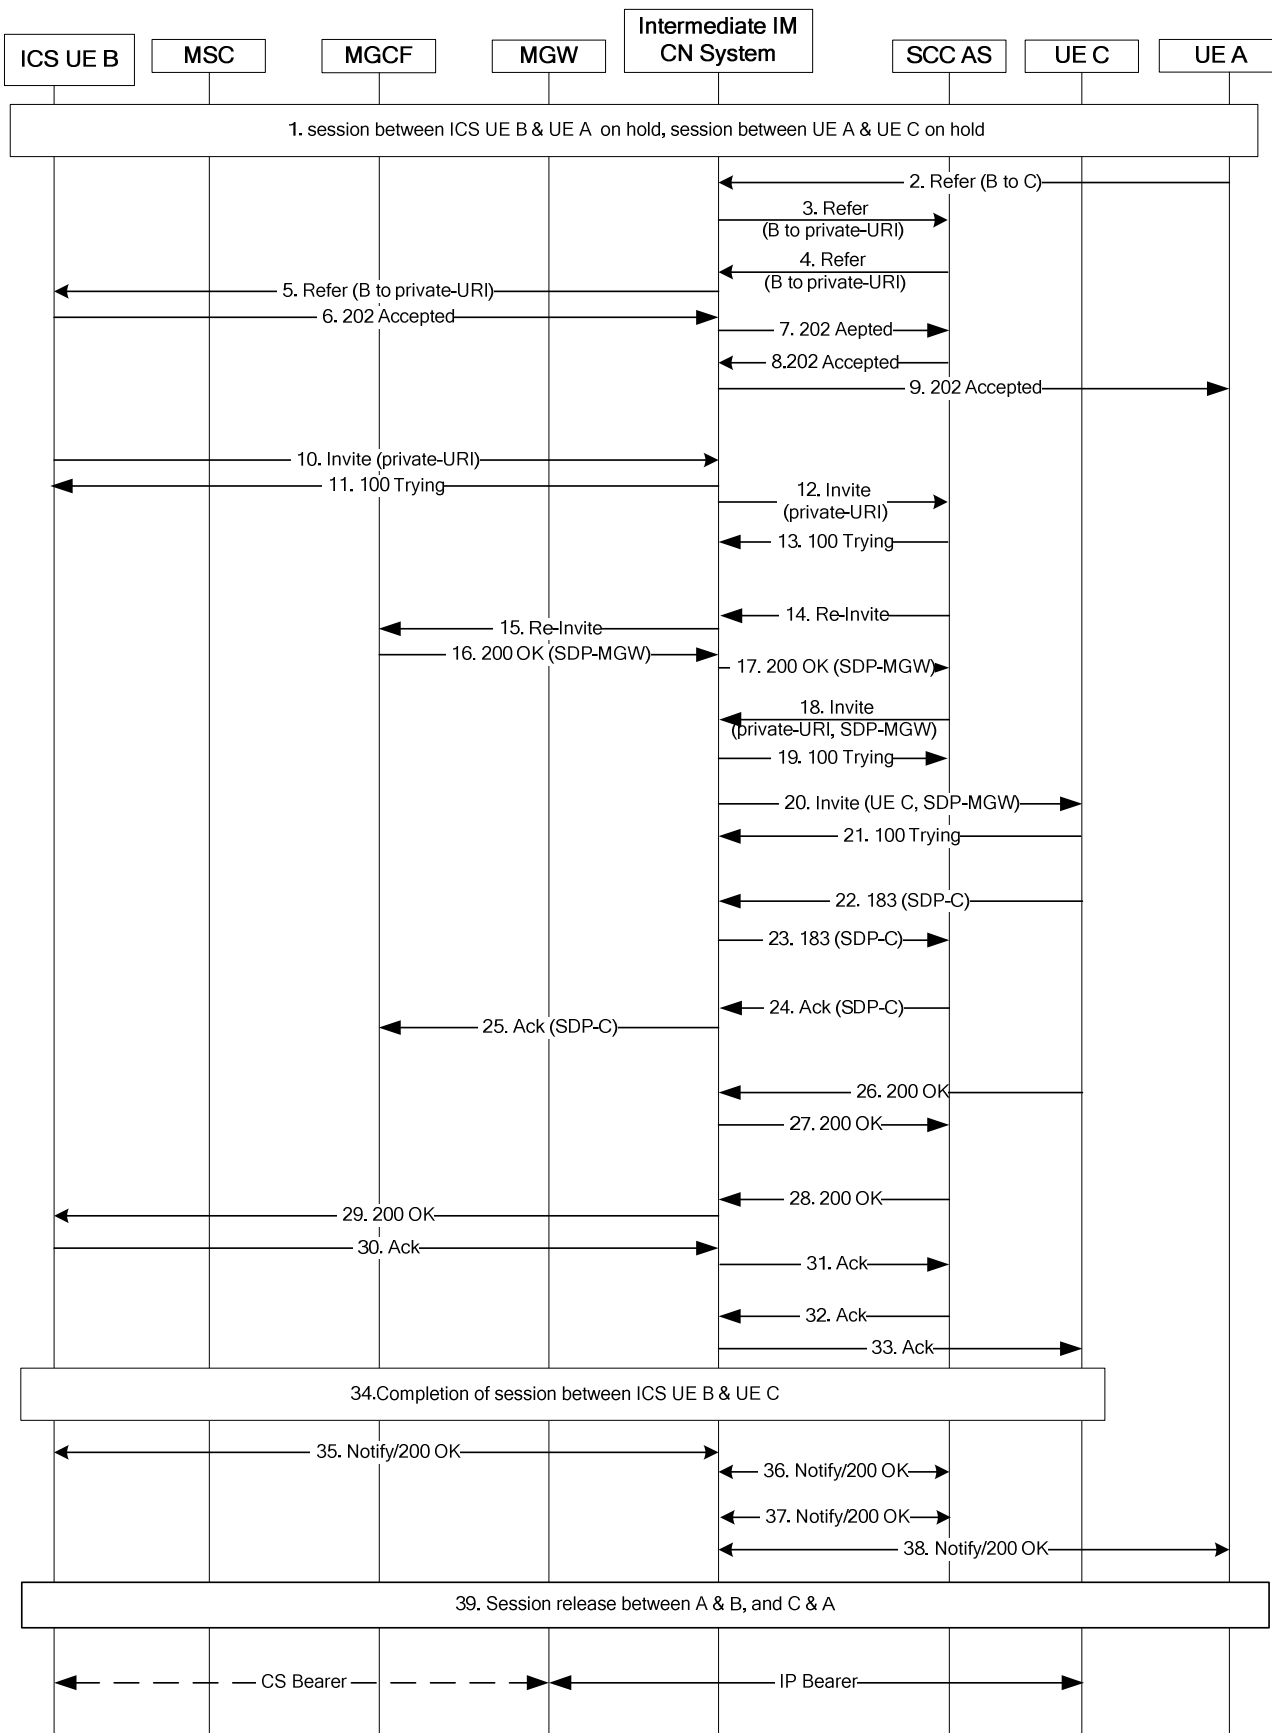 ICS UE B
MSC
MGCF
MGW
Intermediate IM
CN System
SCC AS
UE C
UE A
1. session between ICS UE B & UE A on hold, session between UE A & UE C on hold
2. Refer (B to C)
3. Refer
(B to private-URI)
4. Refer
(B to private-URI)
5. Refer (B to private-URI)
6. 202 Accepted
7. 202 Aepted
8.202 Accepted
9. 202 Accepted
10. Invite (private-URI)
11. 100 Trying
12. Invite
(private-URI)
13. 100 Trying
14. Re-Invite
15. Re-Invite
16. 200 OK (SDP-MGW)
17. 200 OK (SDP-MGW)
18. Invite
(private-URI, SDP-MGW)
19. 100 Trying
20. Invite (UE C, SDP-MGW)
21. 100 Trying
22. 183 (SDP-C)
23. 183 (SDP-C)
24. Ack (SDP-C)
25. Ack (SDP-C)
26. 200 OK
27. 200 OK
28. 200 OK
29. 200 OK
30. Ack
31. Ack
32. Ack
33. Ack
34.Completion of session between ICS UE B & UE C
35. Notify/200 OK
36. Notify/200 OK
37. Notify/200 OK
38. Notify/200 OK
39. Session release between A & B, and C & A
CS Bearer
IP Bearer